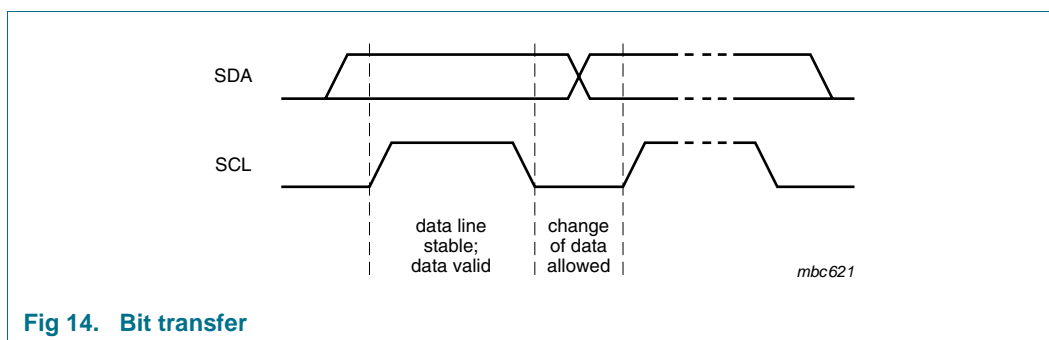 SDA
SCL
data line
stable;
data valid
change
of data
allowed
mbc621
Fig 14. Bit transfer